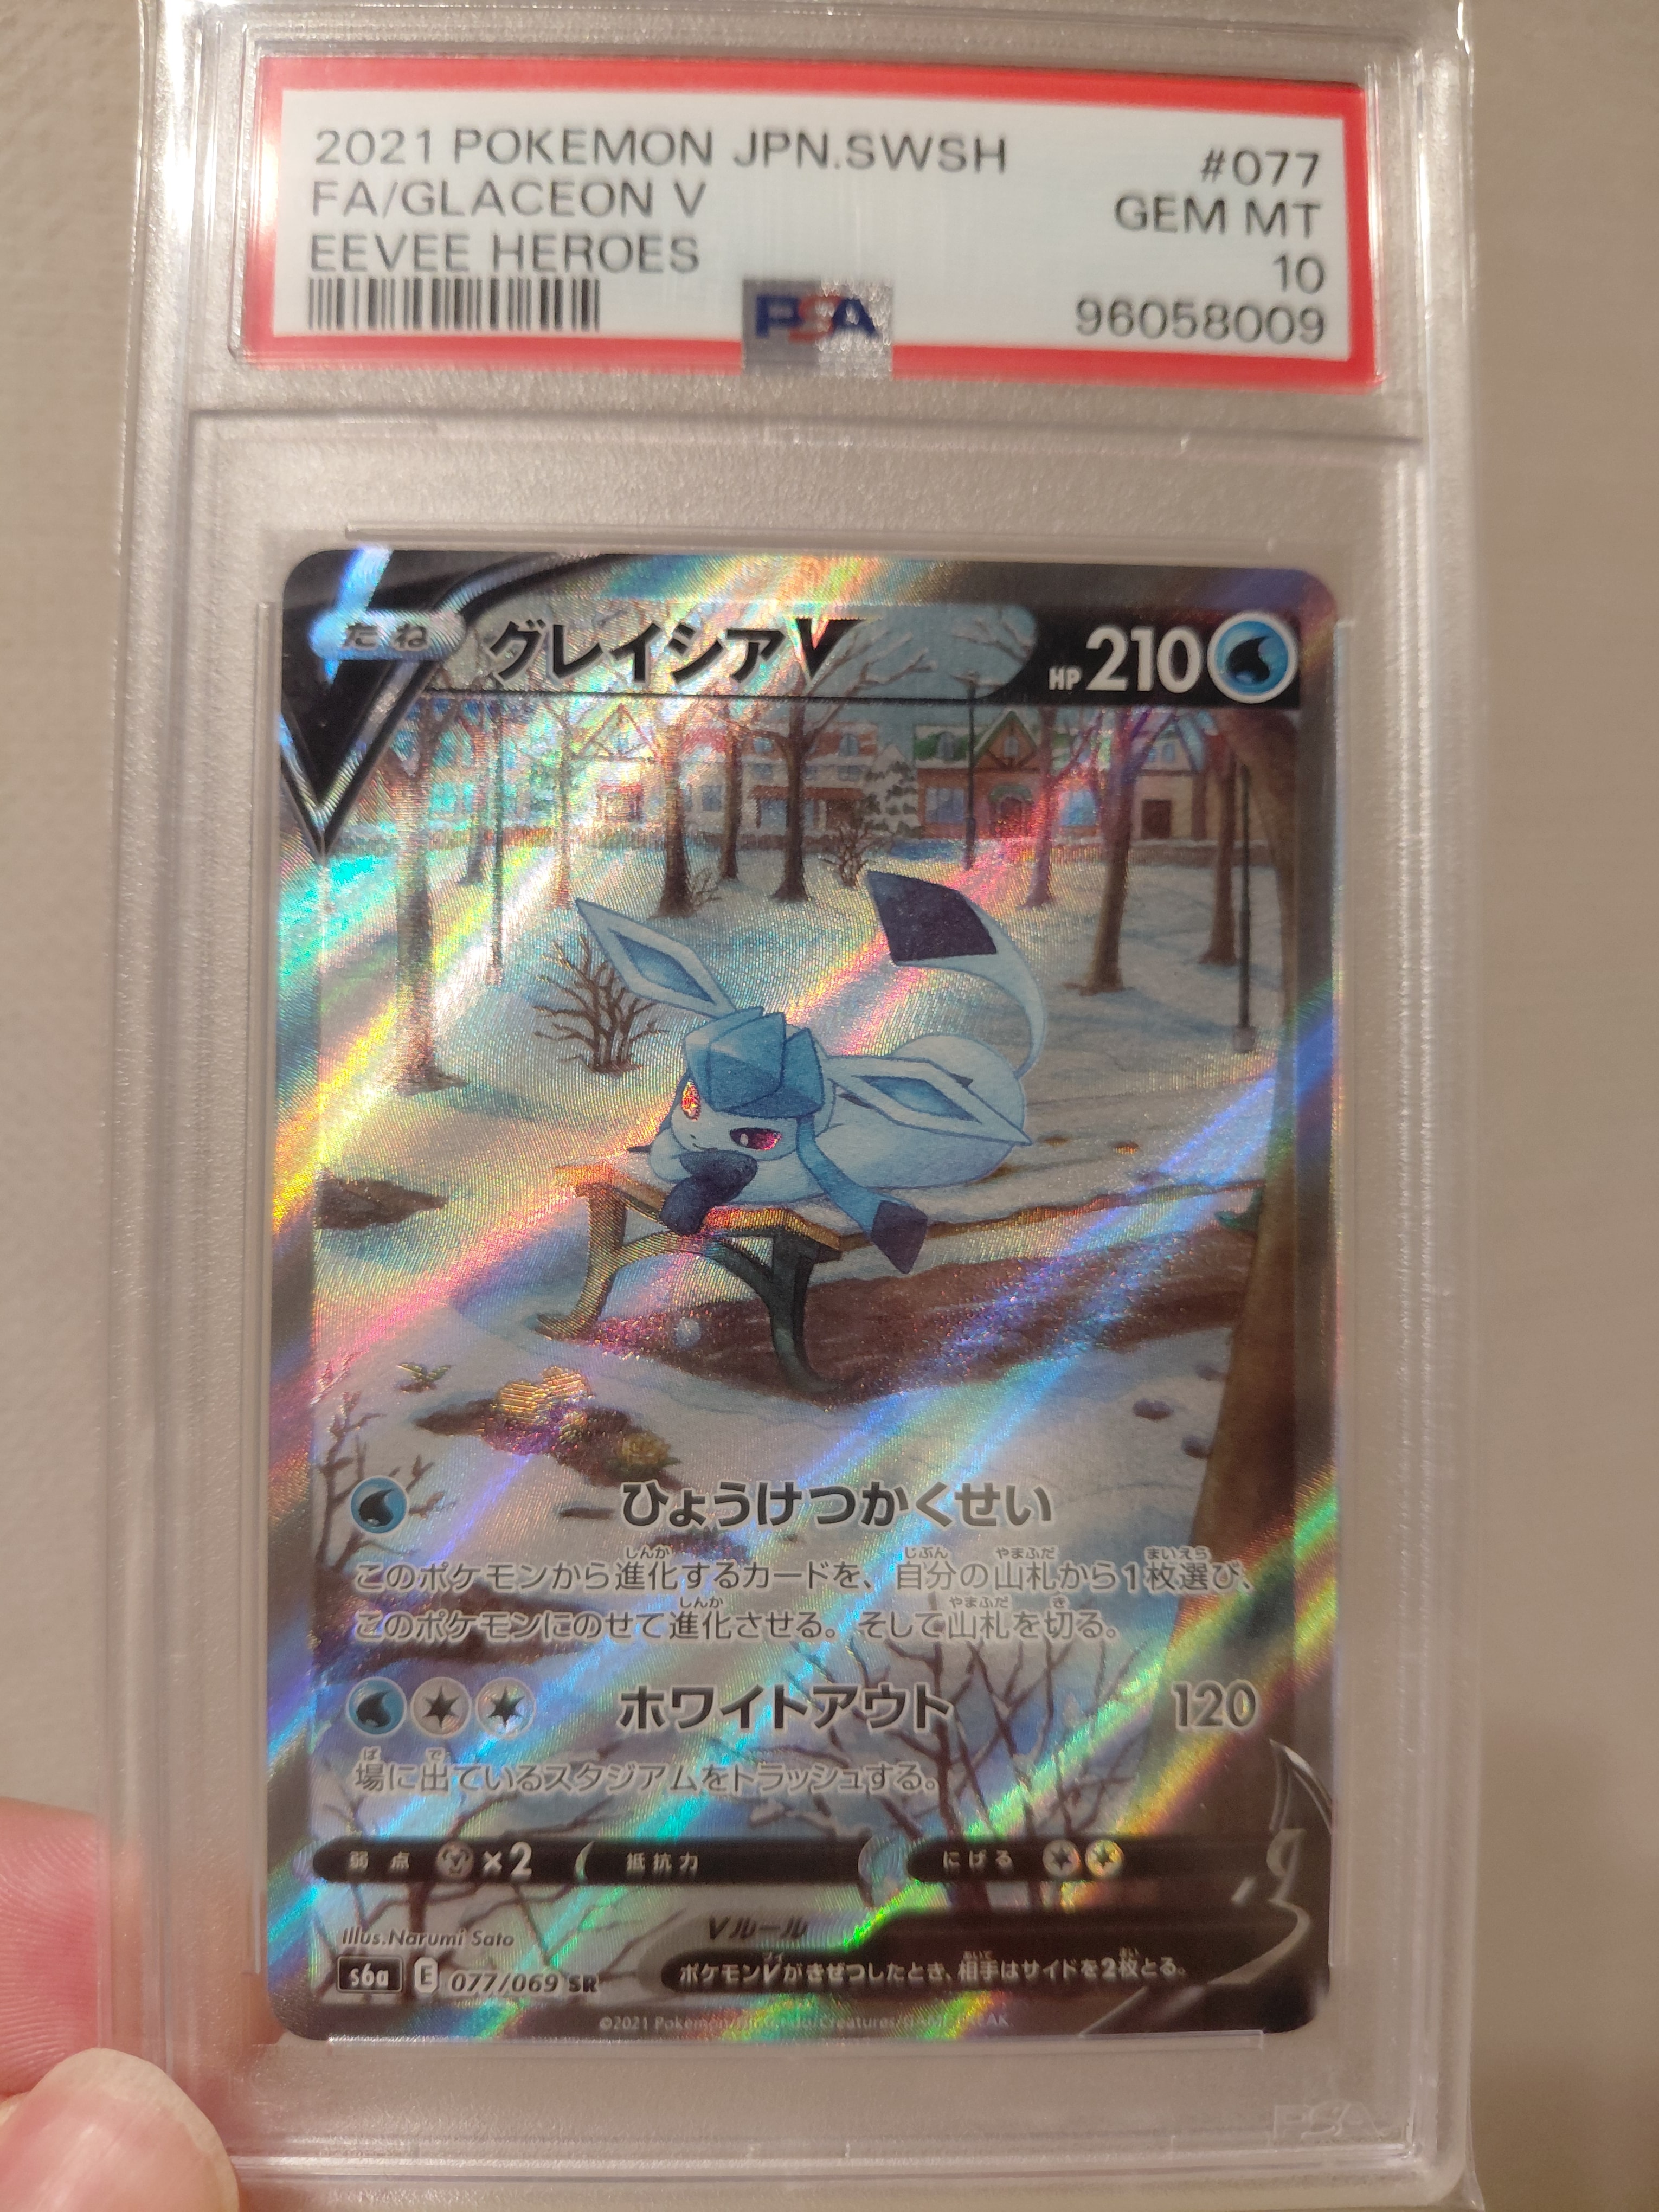 2021 POKEMON JPN.SWSH #077
FA/GLACEON V GEM MT
EEVEE HEROES 10
PSA 96058009
たね グレイシアV HP 210
ひょうけつかくせい
このポケモンから進化するカードを、自分の山札から1枚選び、
このポケモンにのせて進化させる。そして山札を切る。
ホワイトアウト 120
場に出ているスタジアムをトラッシュする。
弱点 ×2 抵抗力 にげる
Illus.Narumi Sato
Vルール
s6a E 077/069 SR
ポケモンVがきぜつしたとき、相手はサイドを2枚とる。
©2021 Pokémon/Nintendo/Creatures/GAME FREAK
PSA